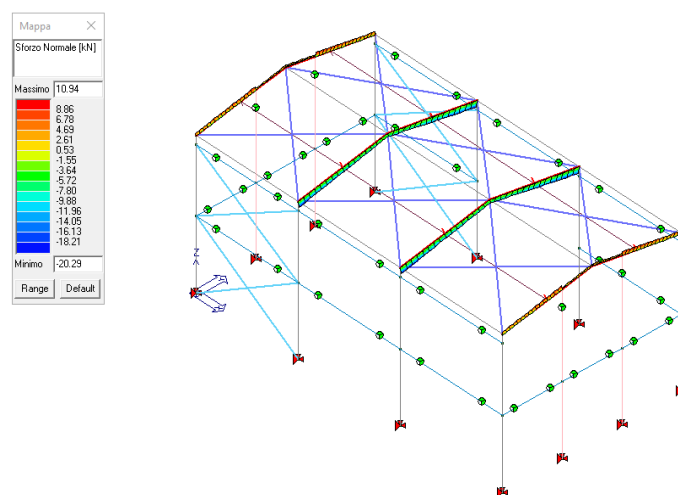 Mappa
Sforzo Normale [kN]
Massimo 10.94
8.86
6.78
4.69
2.61
0.53
-1.55
-3.64
-5.72
-7.80
-9.88
-11.96
-14.05
-16.13
-18.21
Minimo -20.29
Range Default
Z